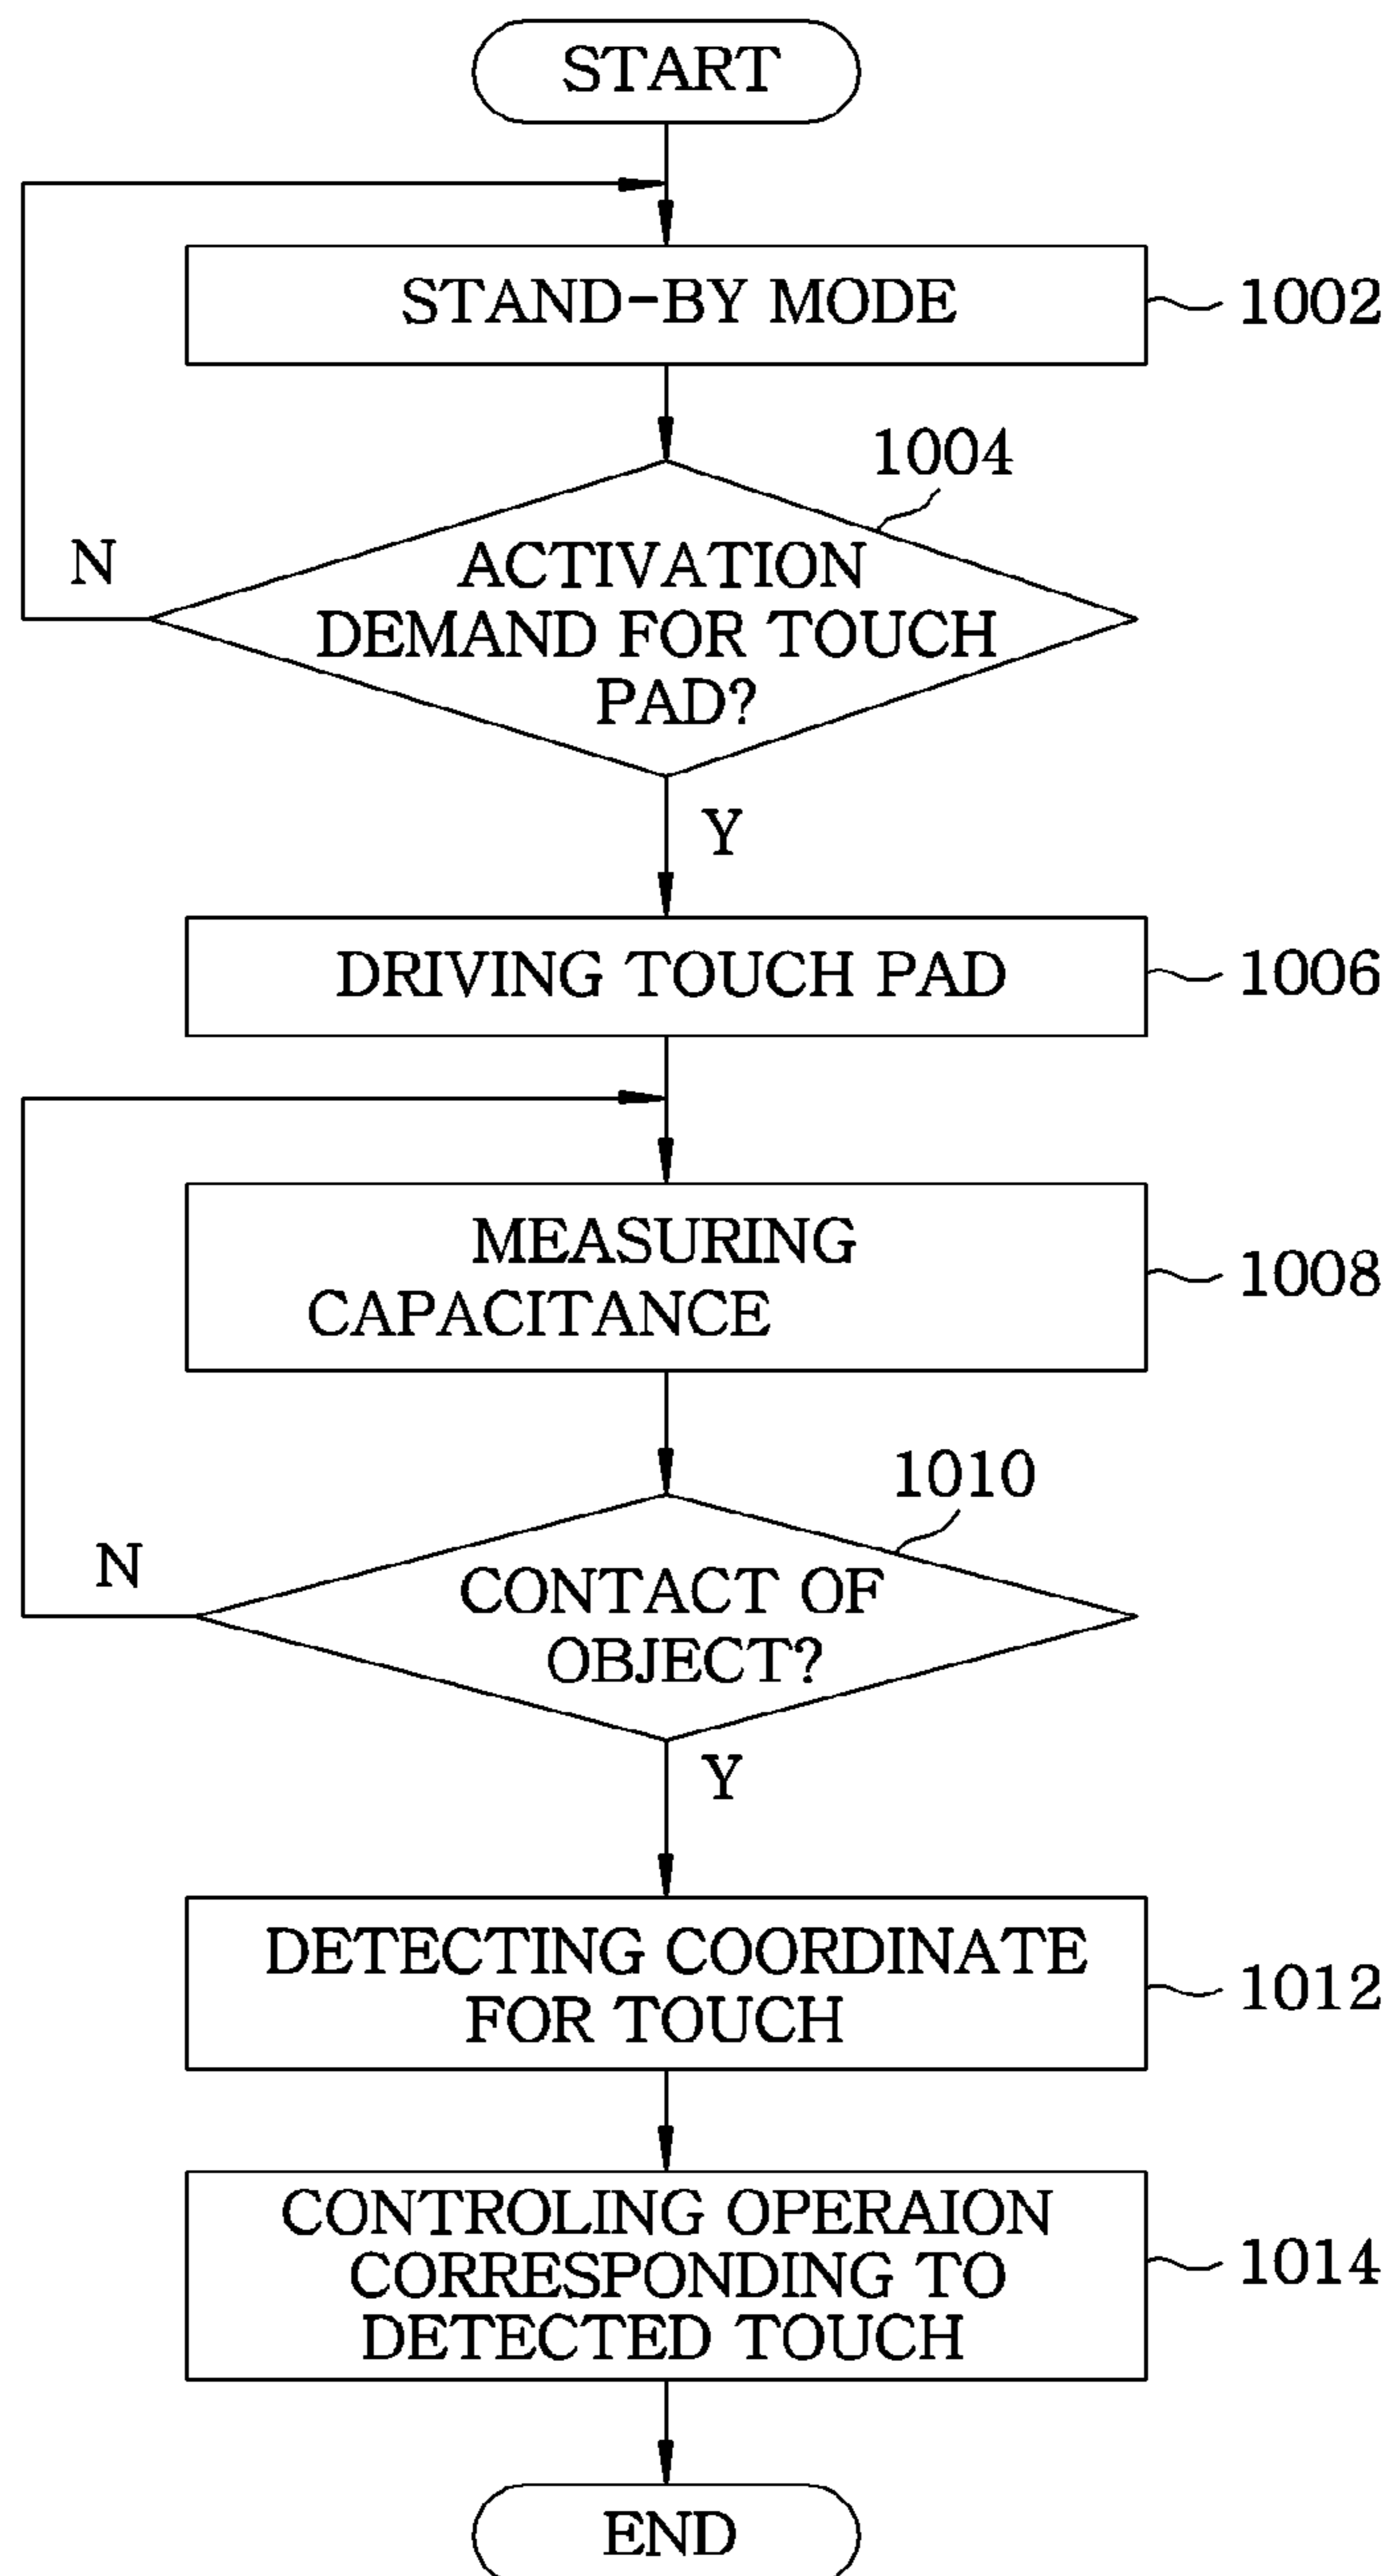 START
STAND-BY MODE
1002
1004
ACTIVATION
DEMAND FOR TOUCH
PAD?
N
Y
DRIVING TOUCH PAD
1006
MEASURING
CAPACITANCE
1008
1010
CONTACT OF
OBJECT?
N
Y
DETECTING COORDINATE
FOR TOUCH
1012
CONTROLING OPERAION
CORRESPONDING TO
DETECTED TOUCH
1014
END